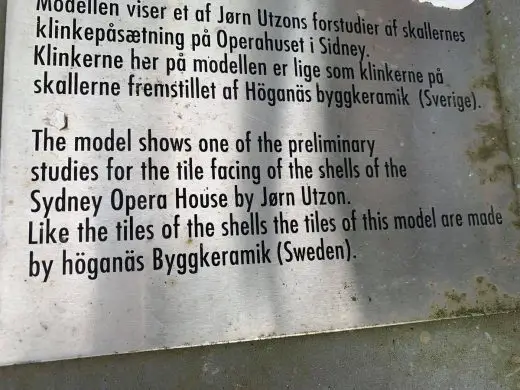 Modellen viser et af Jørn Utzons forstudier af skallernes
klinkepåsætning på Operahuset i Sidney.
Klinkerne her på modellen er lige som klinkerne på
skallerne fremstillet af Höganäs byggkeramik (Sverige).
The model shows one of the preliminary
studies for the tile facing of the shells of the
Sydney Opera House by Jørn Utzon.
Like the tiles of the shells the tiles of this model are made
by höganäs Byggkeramik (Sweden).